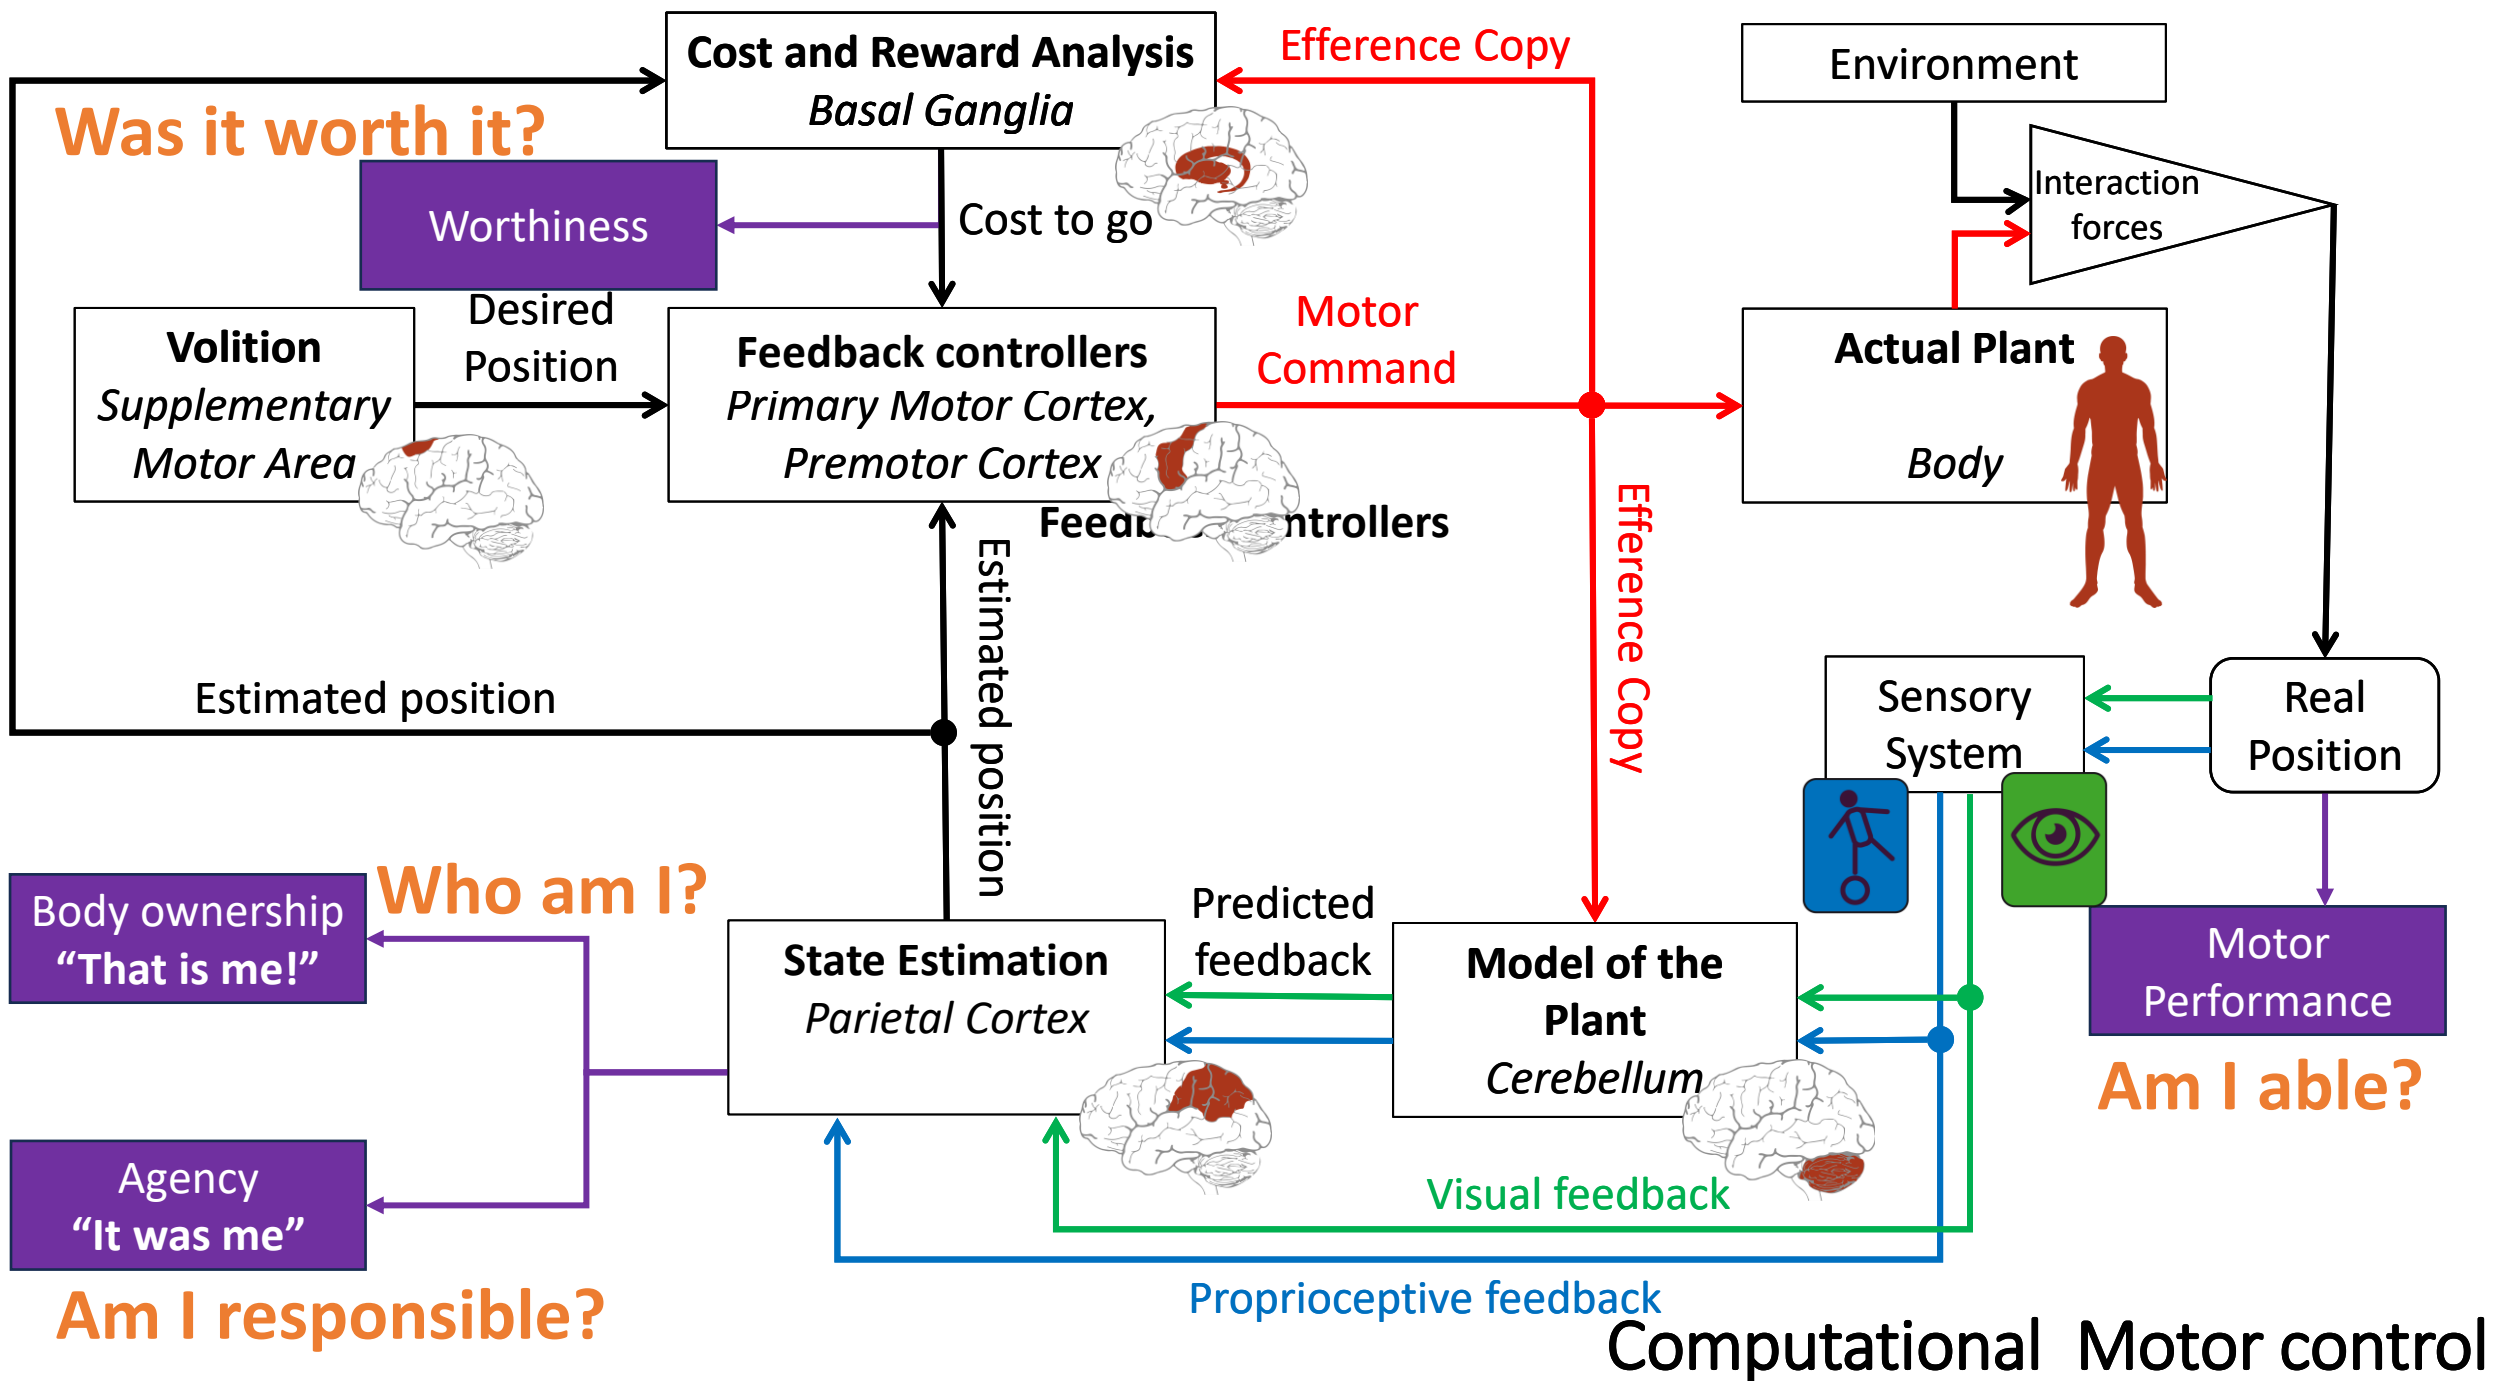 Cost and Reward Analysis
Basal Ganglia
Efference Copy
Environment
Was it worth it?
Interaction
forces
Worthiness
Cost to go
Desired
Position
Volition
Supplementary
Motor Area
Feedback controllers
Primary Motor Cortex,
Premotor Cortex
Motor
Command
Actual Plant
Body
Feedback controllers
Estimated position
Efference Copy
Estimated position
Sensory
System
Real
Position
Who am I?
Body ownership
“That is me!”
State Estimation
Parietal Cortex
Predicted
feedback
Model of the
Plant
Cerebellum
Motor
Performance
Am I able?
Agency
“It was me”
Visual feedback
Am I responsible?
Proprioceptive feedback
Computational Motor control